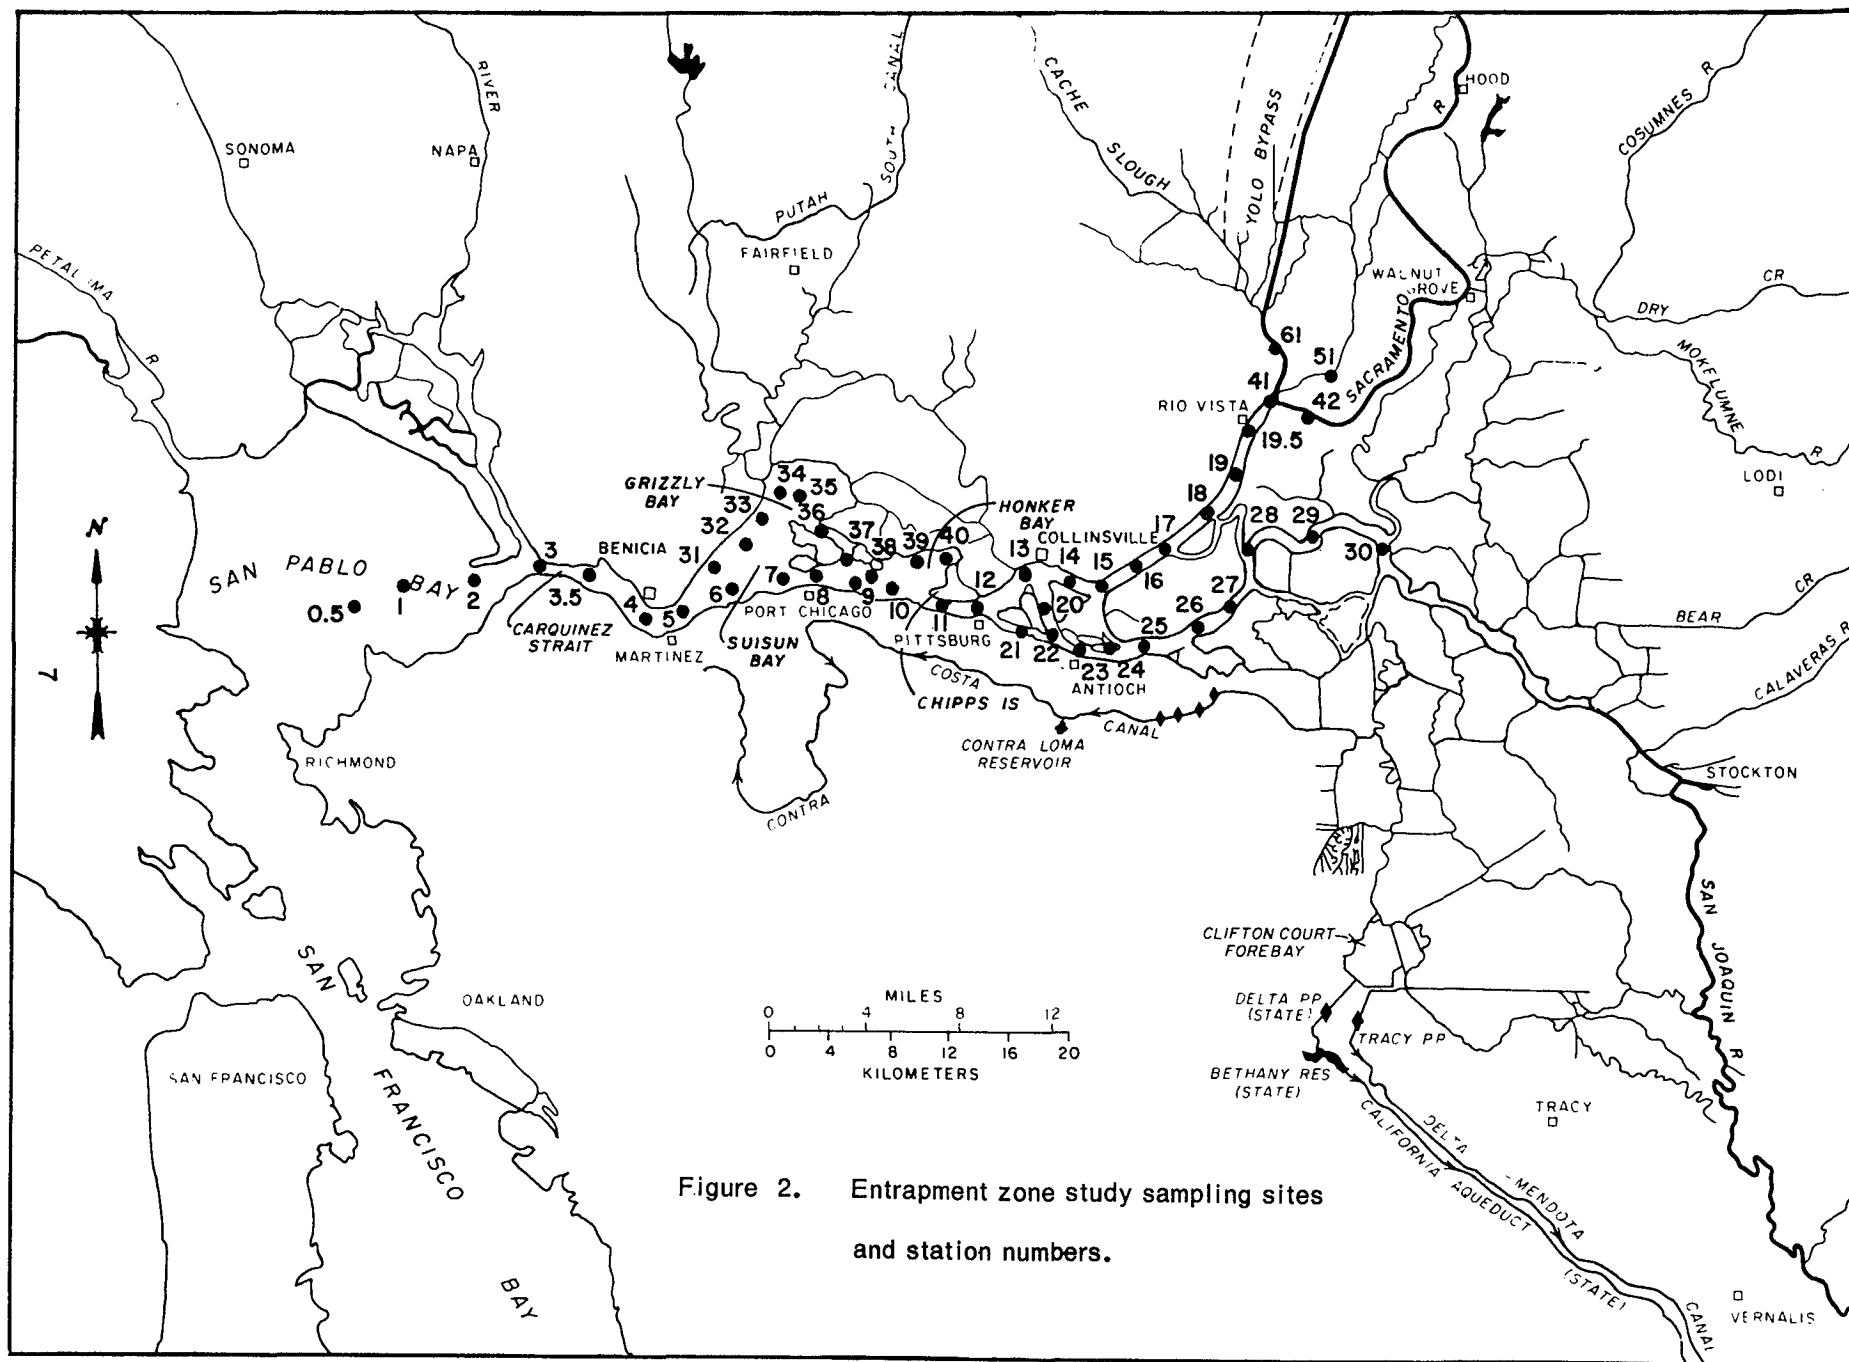 RIVER
SOUTH CANAL
CACHE
SLOUGH
YOLO BYPASS
R
HOOD
COSUMNES R
SONOMA
NAPA
PUTAH
FAIRFIELD
R
WALNUT
GROVE
CR
DRY
MOKELUMNE
R
LODI
SACRAMENTO
61
51
41
42
RIO VISTA
19.5
19
18
17
GRIZZLY
BAY
34
35
33
36
32
37
38
39
40
HONKER
BAY
COLLINSVILLE
13
14
15
16
28
29
30
SAN PABLO
BAY
0.5
1
2
3
3.5
BENICIA
31
4
5
6
7
8
9
10
11
12
20
21
22
23
24
25
26
27
CARQUINEZ
STRAIT
MARTINEZ
SUISUN
BAY
PORT CHICAGO
PITTSBURG
CHIPPS IS
ANTIOCH
CONTRA
COSTA
CANAL
CONTRA LOMA
RESERVOIR
BEAR
CR
CALAVERAS R
STOCKTON
N
7
RICHMOND
SAN
JOAQUIN
R
CLIFTON COURT
FOREBAY
DELTA PP
(STATE)
TRACY PP
BETHANY RES
(STATE)
TRACY
OAKLAND
SAN FRANCISCO
SAN
FRANCISCO
BAY
MILES
0 4 8 12
0 4 8 12 16 20
KILOMETERS
DELTA
-MENDOTA
CANAL
CALIFORNIA
AQUEDUCT
(STATE)
VERNALIS
Figure 2. Entrapment zone study sampling sites
and station numbers.